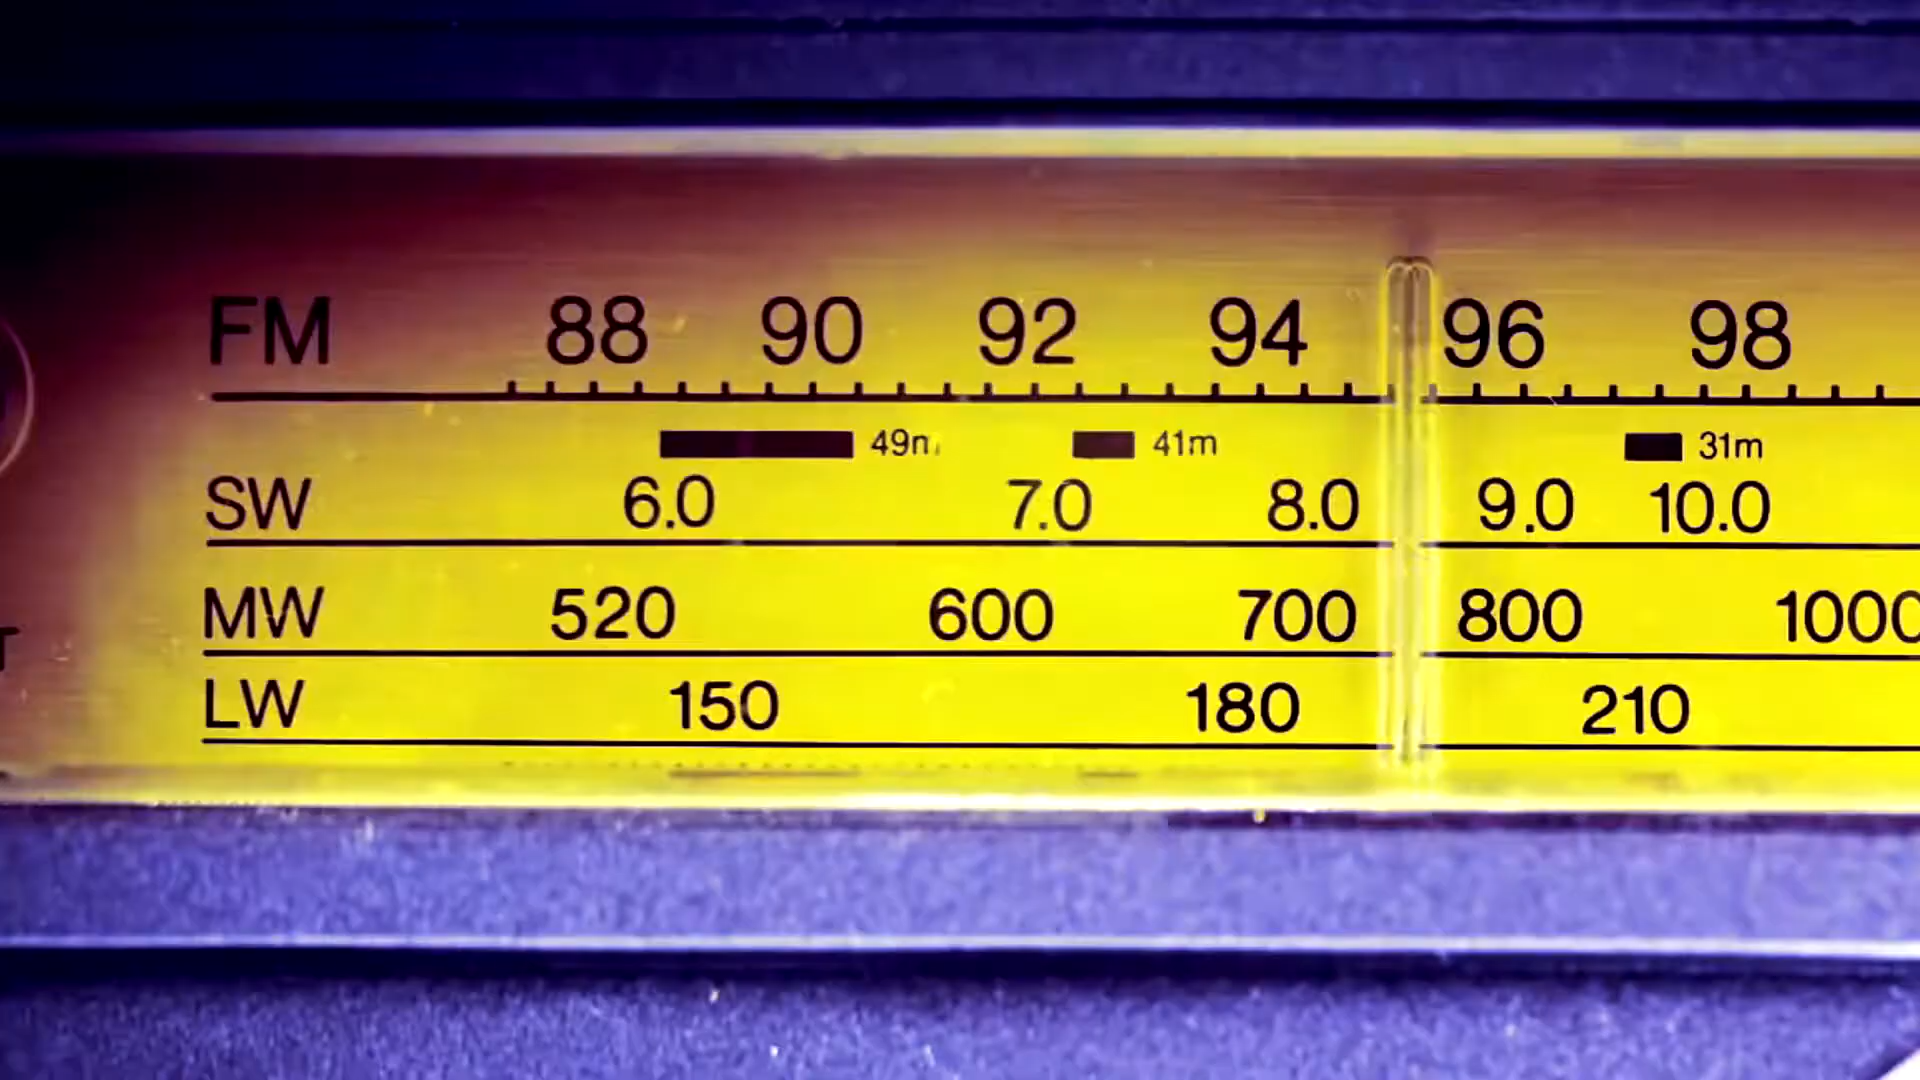 FM 88 90 92 94 96 98
49m 41m 31m
SW 6.0 7.0 8.0 9.0 10.0
MW 520 600 700 800 1000
LW 150 180 210